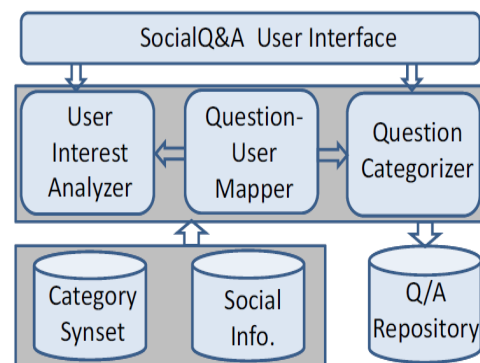 SocialQ&A User Interface
User
Interest
Analyzer
Question-
User
Mapper
Question
Categorizer
Category
Synset
Social
Info.
Q/A
Repository